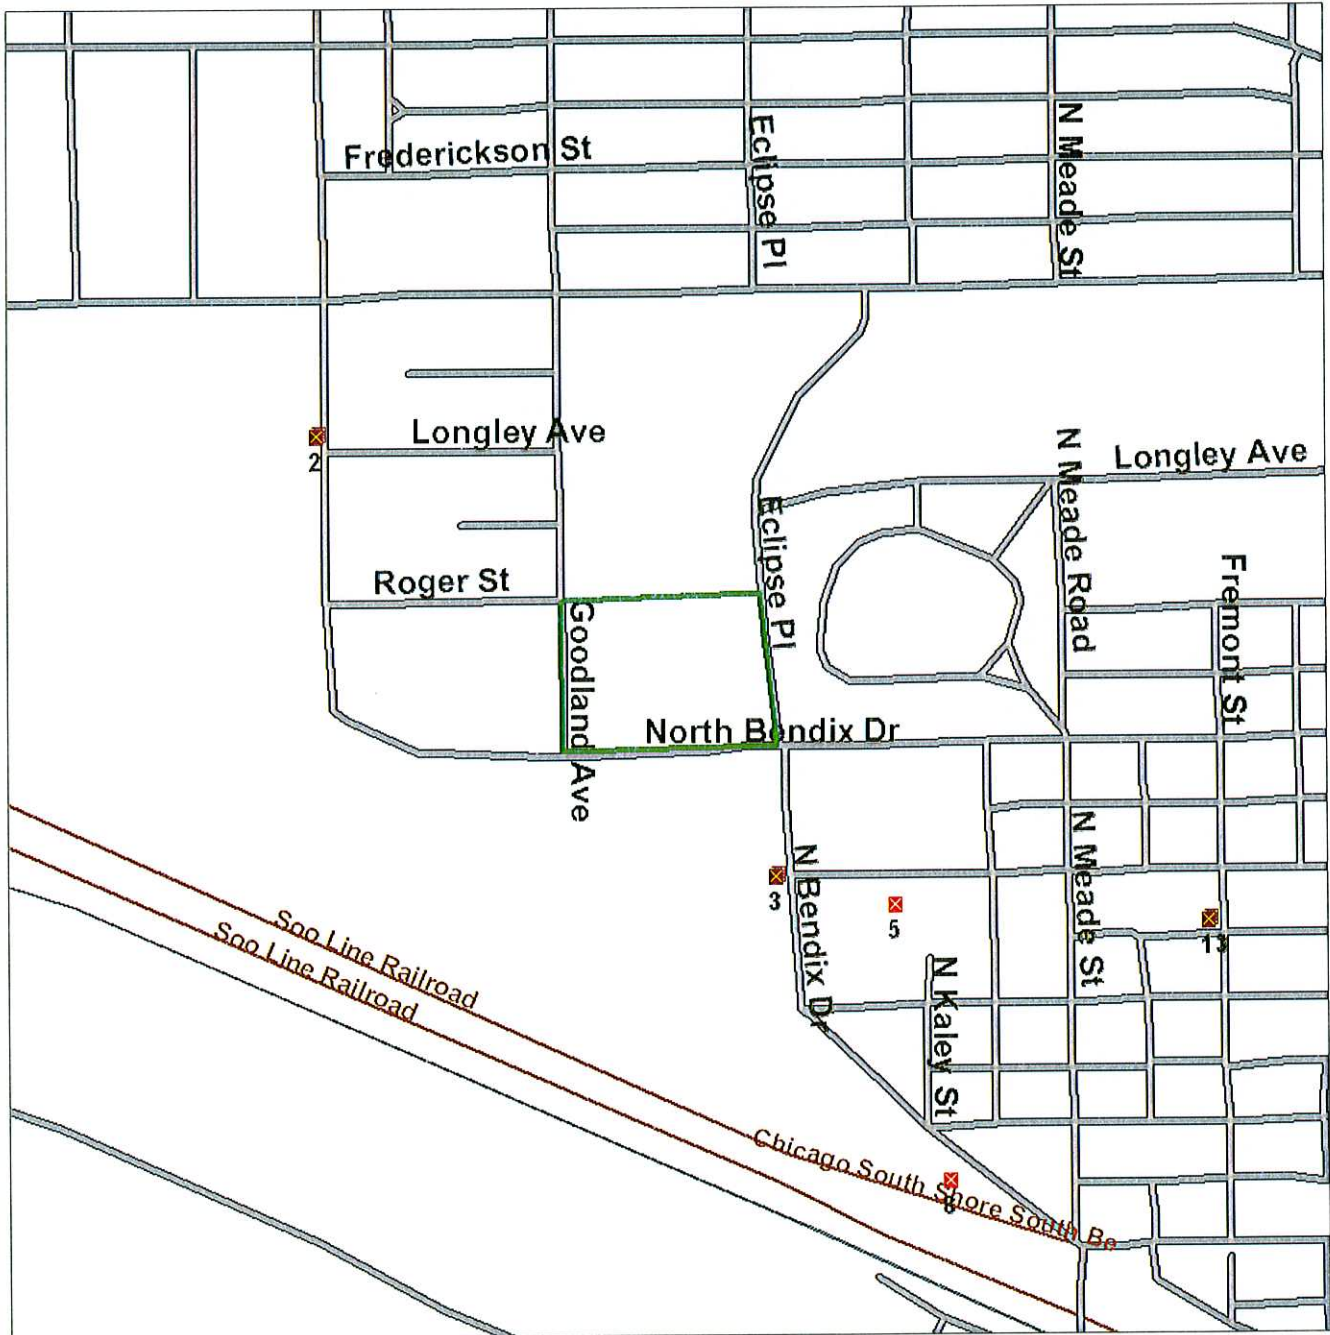 Frederickson St
Eclipse Pl
N Meade St
Longley Ave
2
Longley Ave
N Meade Road
Eclipse Pl
Roger St
Fremont St
Goodland Ave
North Bendix Dr
N Bendix Dr
N Meade St
3
5
13
Soo Line Railroad
Soo Line Railroad
N Kaley St
Chicago South Shore South Be
8